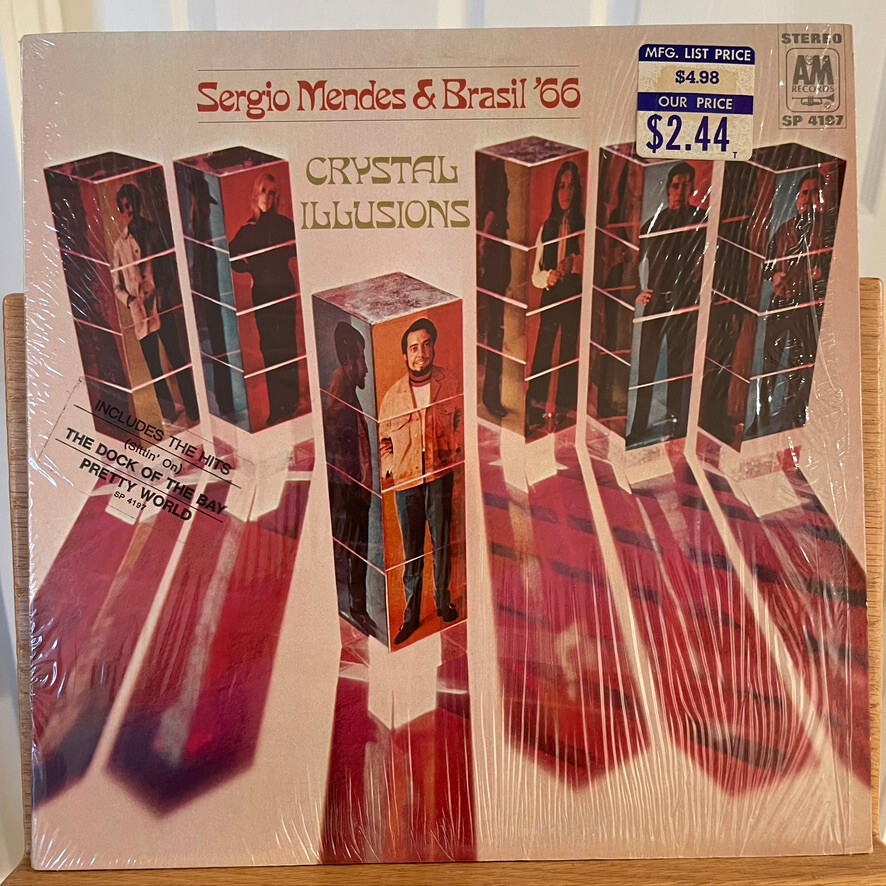 STEREO
A&M
RECORDS
SP 4197
MFG. LIST PRICE
$4.98
OUR PRICE
$2.44
T
Sergio Mendes & Brasil '66
CRYSTAL
ILLUSIONS
INCLUDES THE HITS
(Sittin' On)
THE DOCK OF THE BAY
PRETTY WORLD
SP 4197